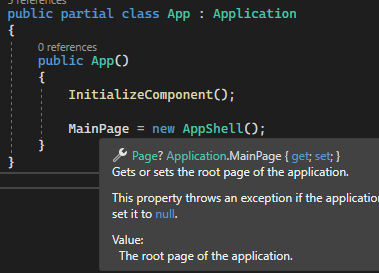 5 references
public partial class App : Application
{
0 references
public App()
{
InitializeComponent();
MainPage = new AppShell();
}
}
Page? Application.MainPage { get; set; }
Gets or sets the root page of the application.
This property throws an exception if the application
set it to null.
Value:
The root page of the application.